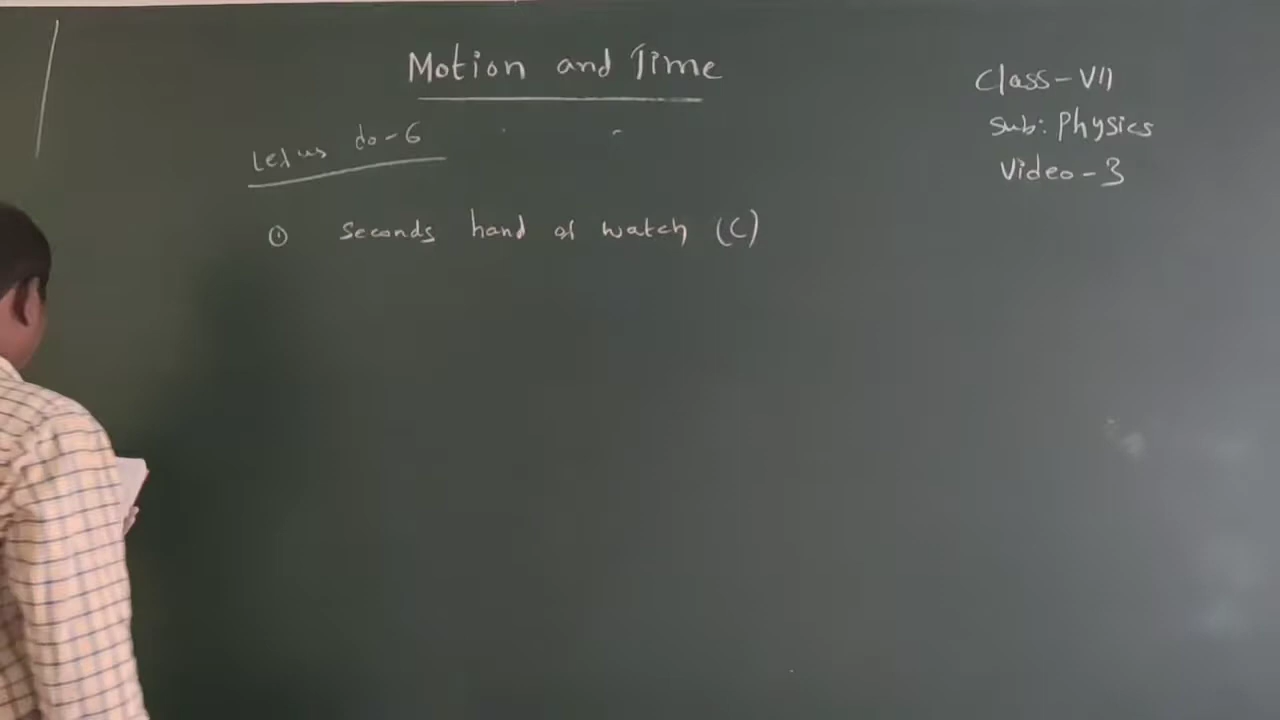 Motion and Time
Class-VII
Sub: Physics
Video-3
Let us do-6
① Seconds hand of watch (C)